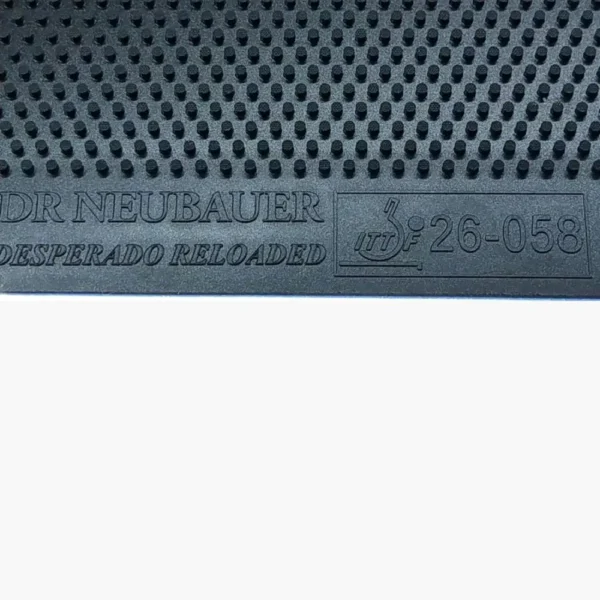 DR NEUBAUER
DESPERADO RELOADED
ITTF 26-058